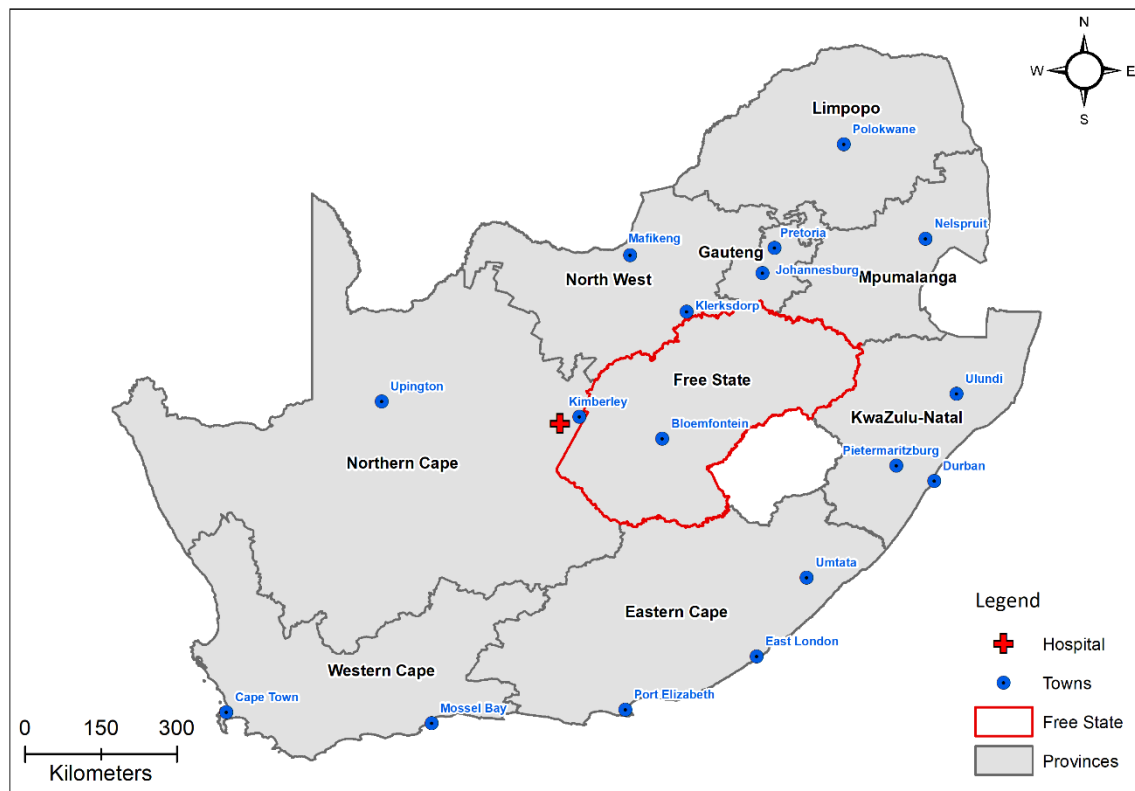 N
W
E
S
Limpopo
Polokwane
Nelspruit
Mafikeng
Pretoria
Gauteng
Johannesburg
North West
Mpumalanga
Klerksdorp
Free State
Upington
Ulundi
Kimberley
KwaZulu-Natal
Bloemfontein
Northern Cape
Pietermaritzburg
Durban
Umtata
Eastern Cape
East London
Western Cape
Cape Town
Mossel Bay
Port Elizabeth
0 150 300
Kilometers
Legend
Hospital
Towns
Free State
Provinces